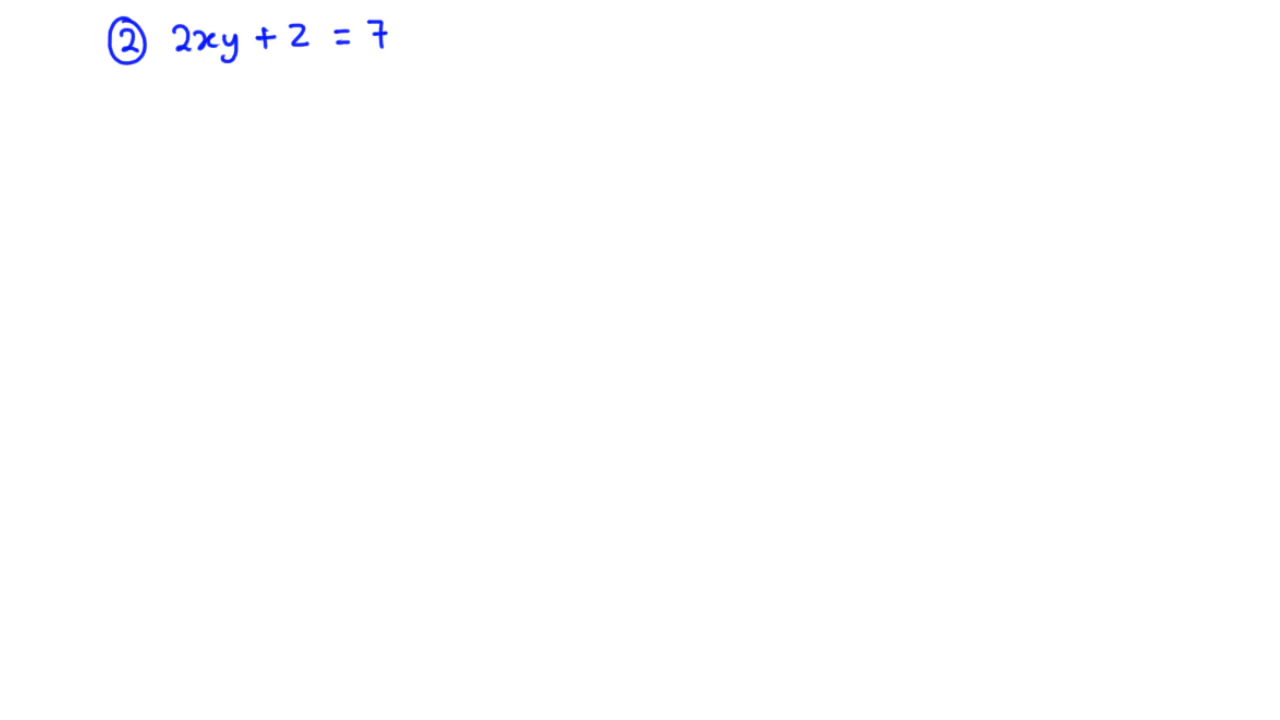 ② 2xy + 2 = 7